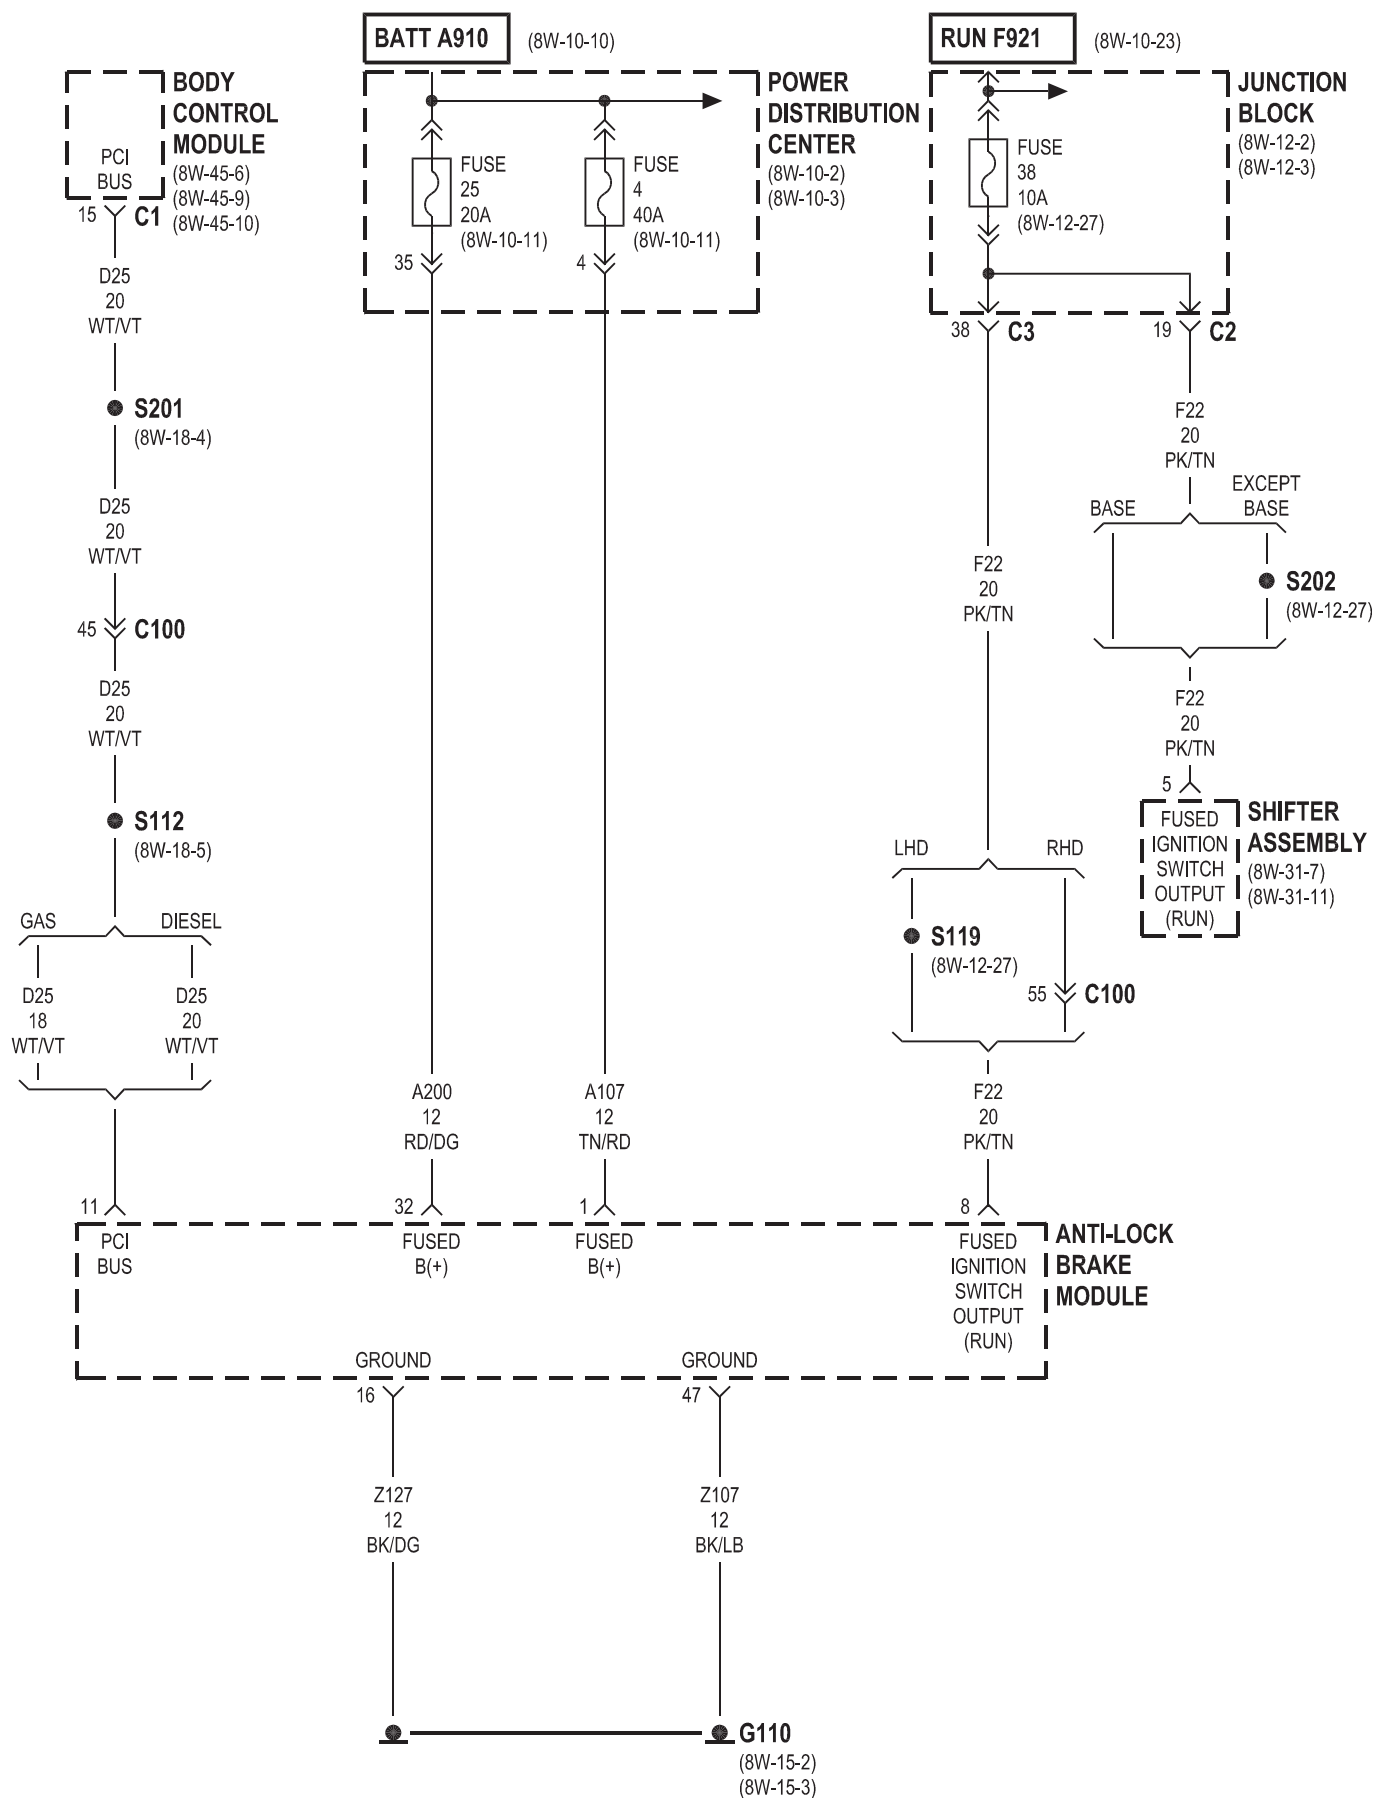 BATT A910
(8W-10-10)
RUN F921
(8W-10-23)
BODY
CONTROL
MODULE
(8W-45-6)
(8W-45-9)
(8W-45-10)
PCI
BUS
15
C1
POWER
DISTRIBUTION
CENTER
(8W-10-2)
(8W-10-3)
FUSE
25
20A
(8W-10-11)
35
FUSE
4
40A
(8W-10-11)
4
JUNCTION
BLOCK
(8W-12-2)
(8W-12-3)
FUSE
38
10A
(8W-12-27)
38
C3
19
C2
D25
20
WT/VT
S201
(8W-18-4)
D25
20
WT/VT
45
C100
D25
20
WT/VT
S112
(8W-18-5)
GAS
DIESEL
D25
18
WT/VT
D25
20
WT/VT
F22
20
PK/TN
BASE
EXCEPT
BASE
S202
(8W-12-27)
F22
20
PK/TN
5
FUSED
IGNITION
SWITCH
OUTPUT
(RUN)
SHIFTER
ASSEMBLY
(8W-31-7)
(8W-31-11)
F22
20
PK/TN
LHD
RHD
S119
(8W-12-27)
55
C100
A200
12
RD/DG
A107
12
TN/RD
F22
20
PK/TN
11
32
1
8
PCI
BUS
FUSED
B(+)
FUSED
B(+)
FUSED
IGNITION
SWITCH
OUTPUT
(RUN)
ANTI-LOCK
BRAKE
MODULE
GROUND
GROUND
16
47
Z127
12
BK/DG
Z107
12
BK/LB
G110
(8W-15-2)
(8W-15-3)